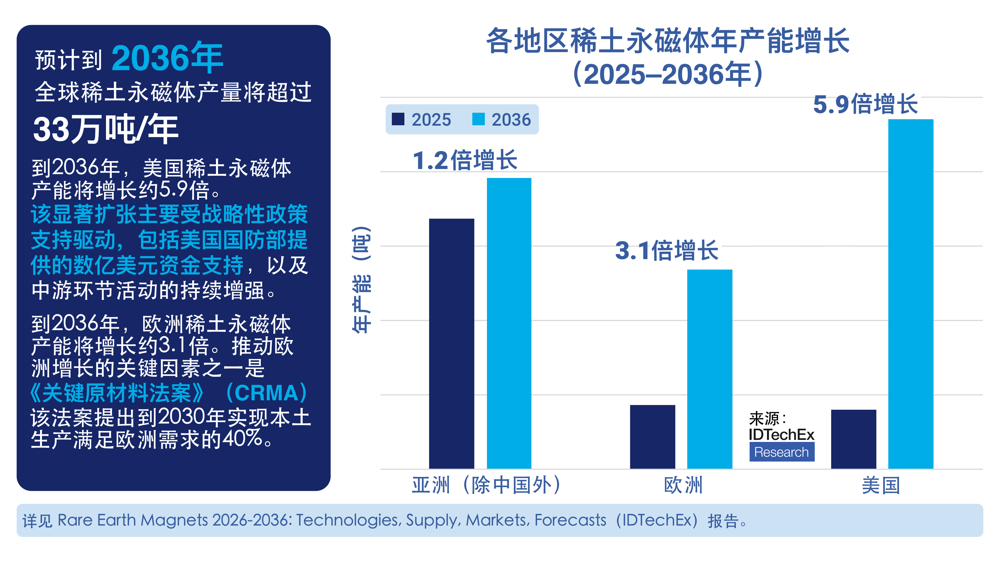 预计到 2036年
全球稀土永磁体产量将超过
33万吨/年
到2036年，美国稀土永磁体
产能将增长约5.9倍。
该显著扩张主要受战略性政策
支持驱动，包括美国国防部提
供的数亿美元资金支持，以及
中游环节活动的持续增强。
到2036年，欧洲稀土永磁体
产能将增长约3.1倍。推动欧
洲增长的关键因素之一是
《关键原材料法案》（CRMA）
该法案提出到2030年实现本土
生产满足欧洲需求的40%。
各地区稀土永磁体年产能增长
（2025–2036年）
2025 2036
年产能（吨）
1.2倍增长
3.1倍增长
5.9倍增长
来源：
IDTechEx
Research
亚洲（除中国外） 欧洲 美国
详见 Rare Earth Magnets 2026-2036: Technologies, Supply, Markets, Forecasts（IDTechEx）报告。